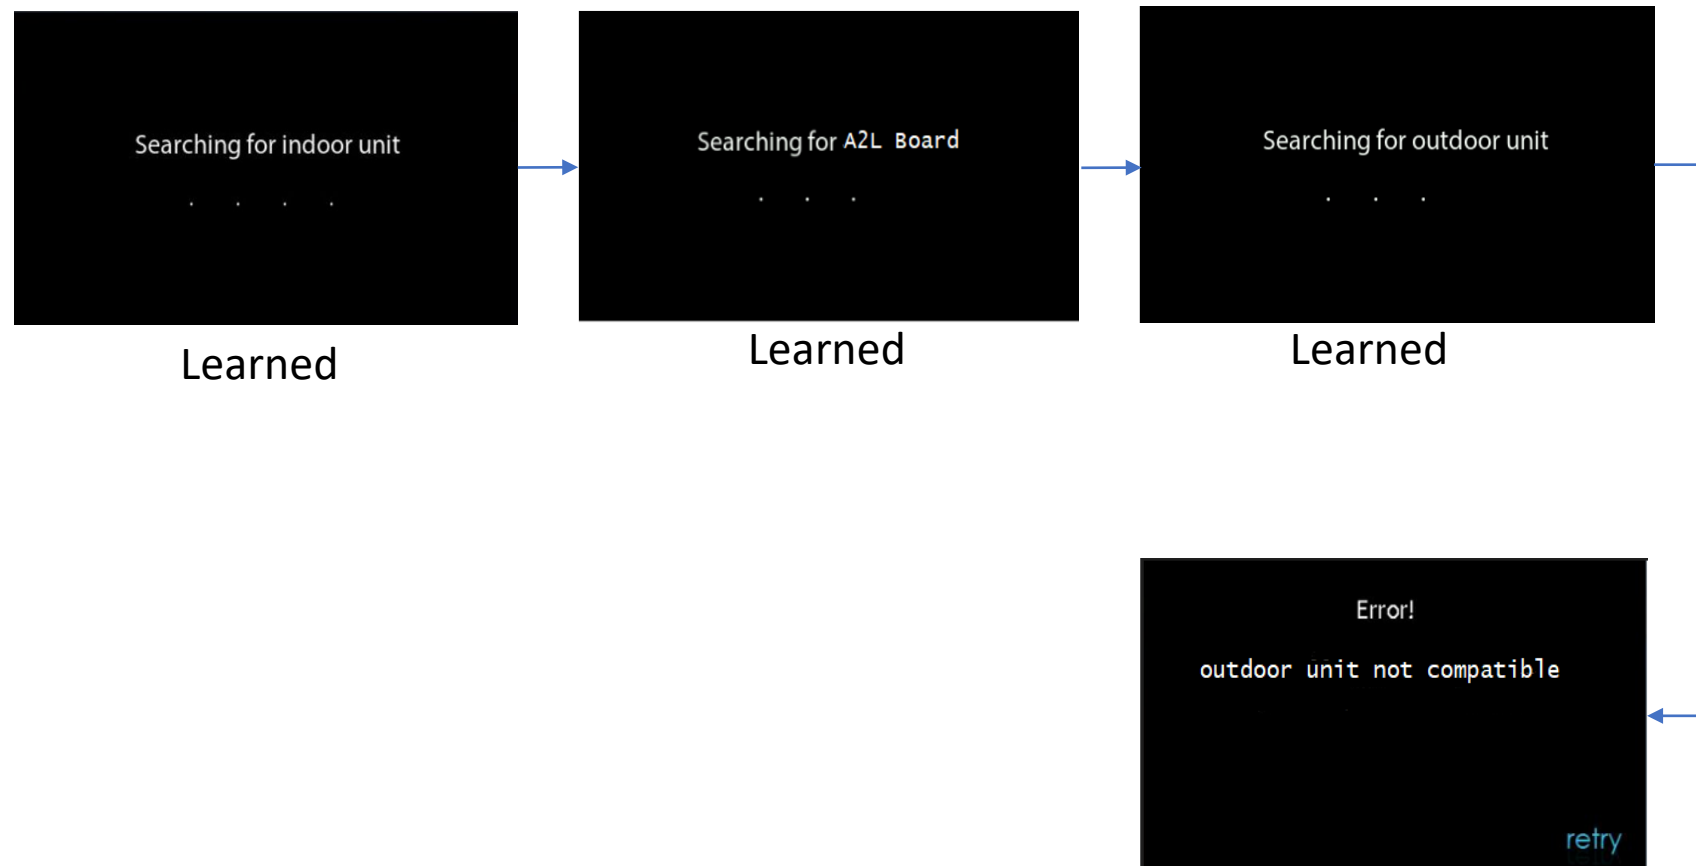 Searching for indoor unit
. . . .
Learned
Searching for A2L Board
. . .
Learned
Searching for outdoor unit
. . .
Learned
Error!
outdoor unit not compatible
retry